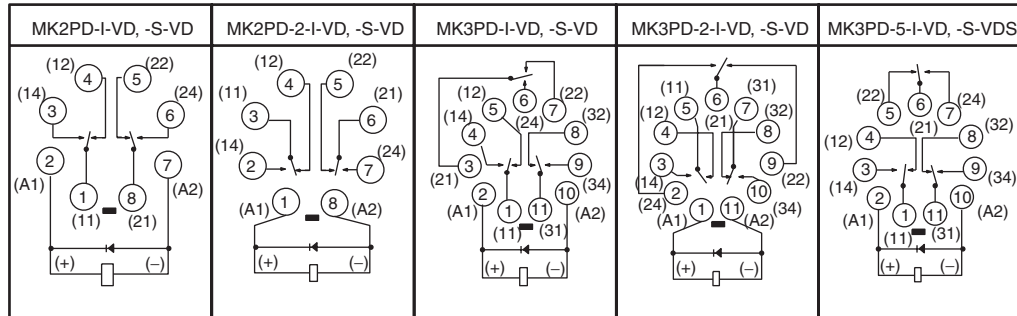 MK2PD-I-VD, -S-VD
MK2PD-2-I-VD, -S-VD
MK3PD-I-VD, -S-VD
MK3PD-2-I-VD, -S-VD
MK3PD-5-I-VD, -S-VDS
(12) 4 5 (22)
(14) 3 6 (24)
2 7
(A1) 1 8 (A2)
(11) (21)
(+) (−)
(12) 4 5 (22)
(11) 3 6 (21)
(14) 2 7 (24)
(A1) 1 8 (A2)
(+) (−)
6
(12) 5 7 (22)
(14) 4 (24) 8 (32)
3 9
(21) 2 10 (34)
(A1) 1 11 (A2)
(11) (31)
(+) (−)
(11) 6 (31)
5 7
(12) 4 (21) 8 (32)
3 9
(14) 2 10 (22)
(24) 1 11 (34)
(A1) (A2)
(+) (−)
(22) 5 6 7 (24)
(12) 4 (21) 8 (32)
3 9
(14) 2 10 (34)
(A1) 1 11 (A2)
(11) (31)
(+) (−)